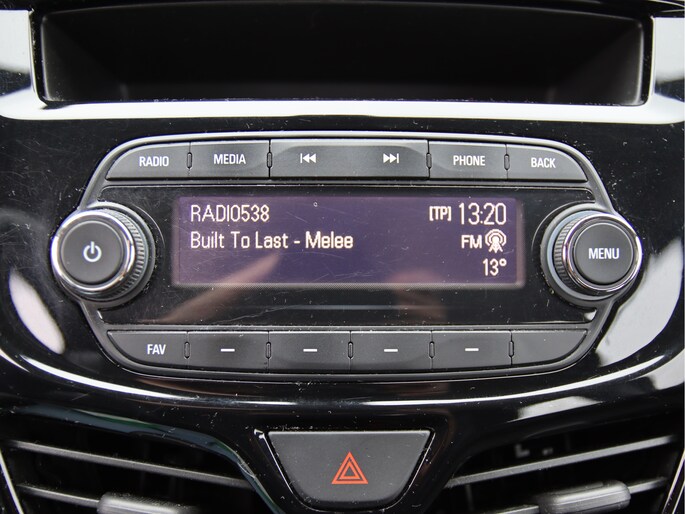 RADIO
MEDIA
PHONE
BACK
RADIO538 [TP] 13:20
Built To Last - Melee FM
13°
MENU
FAV